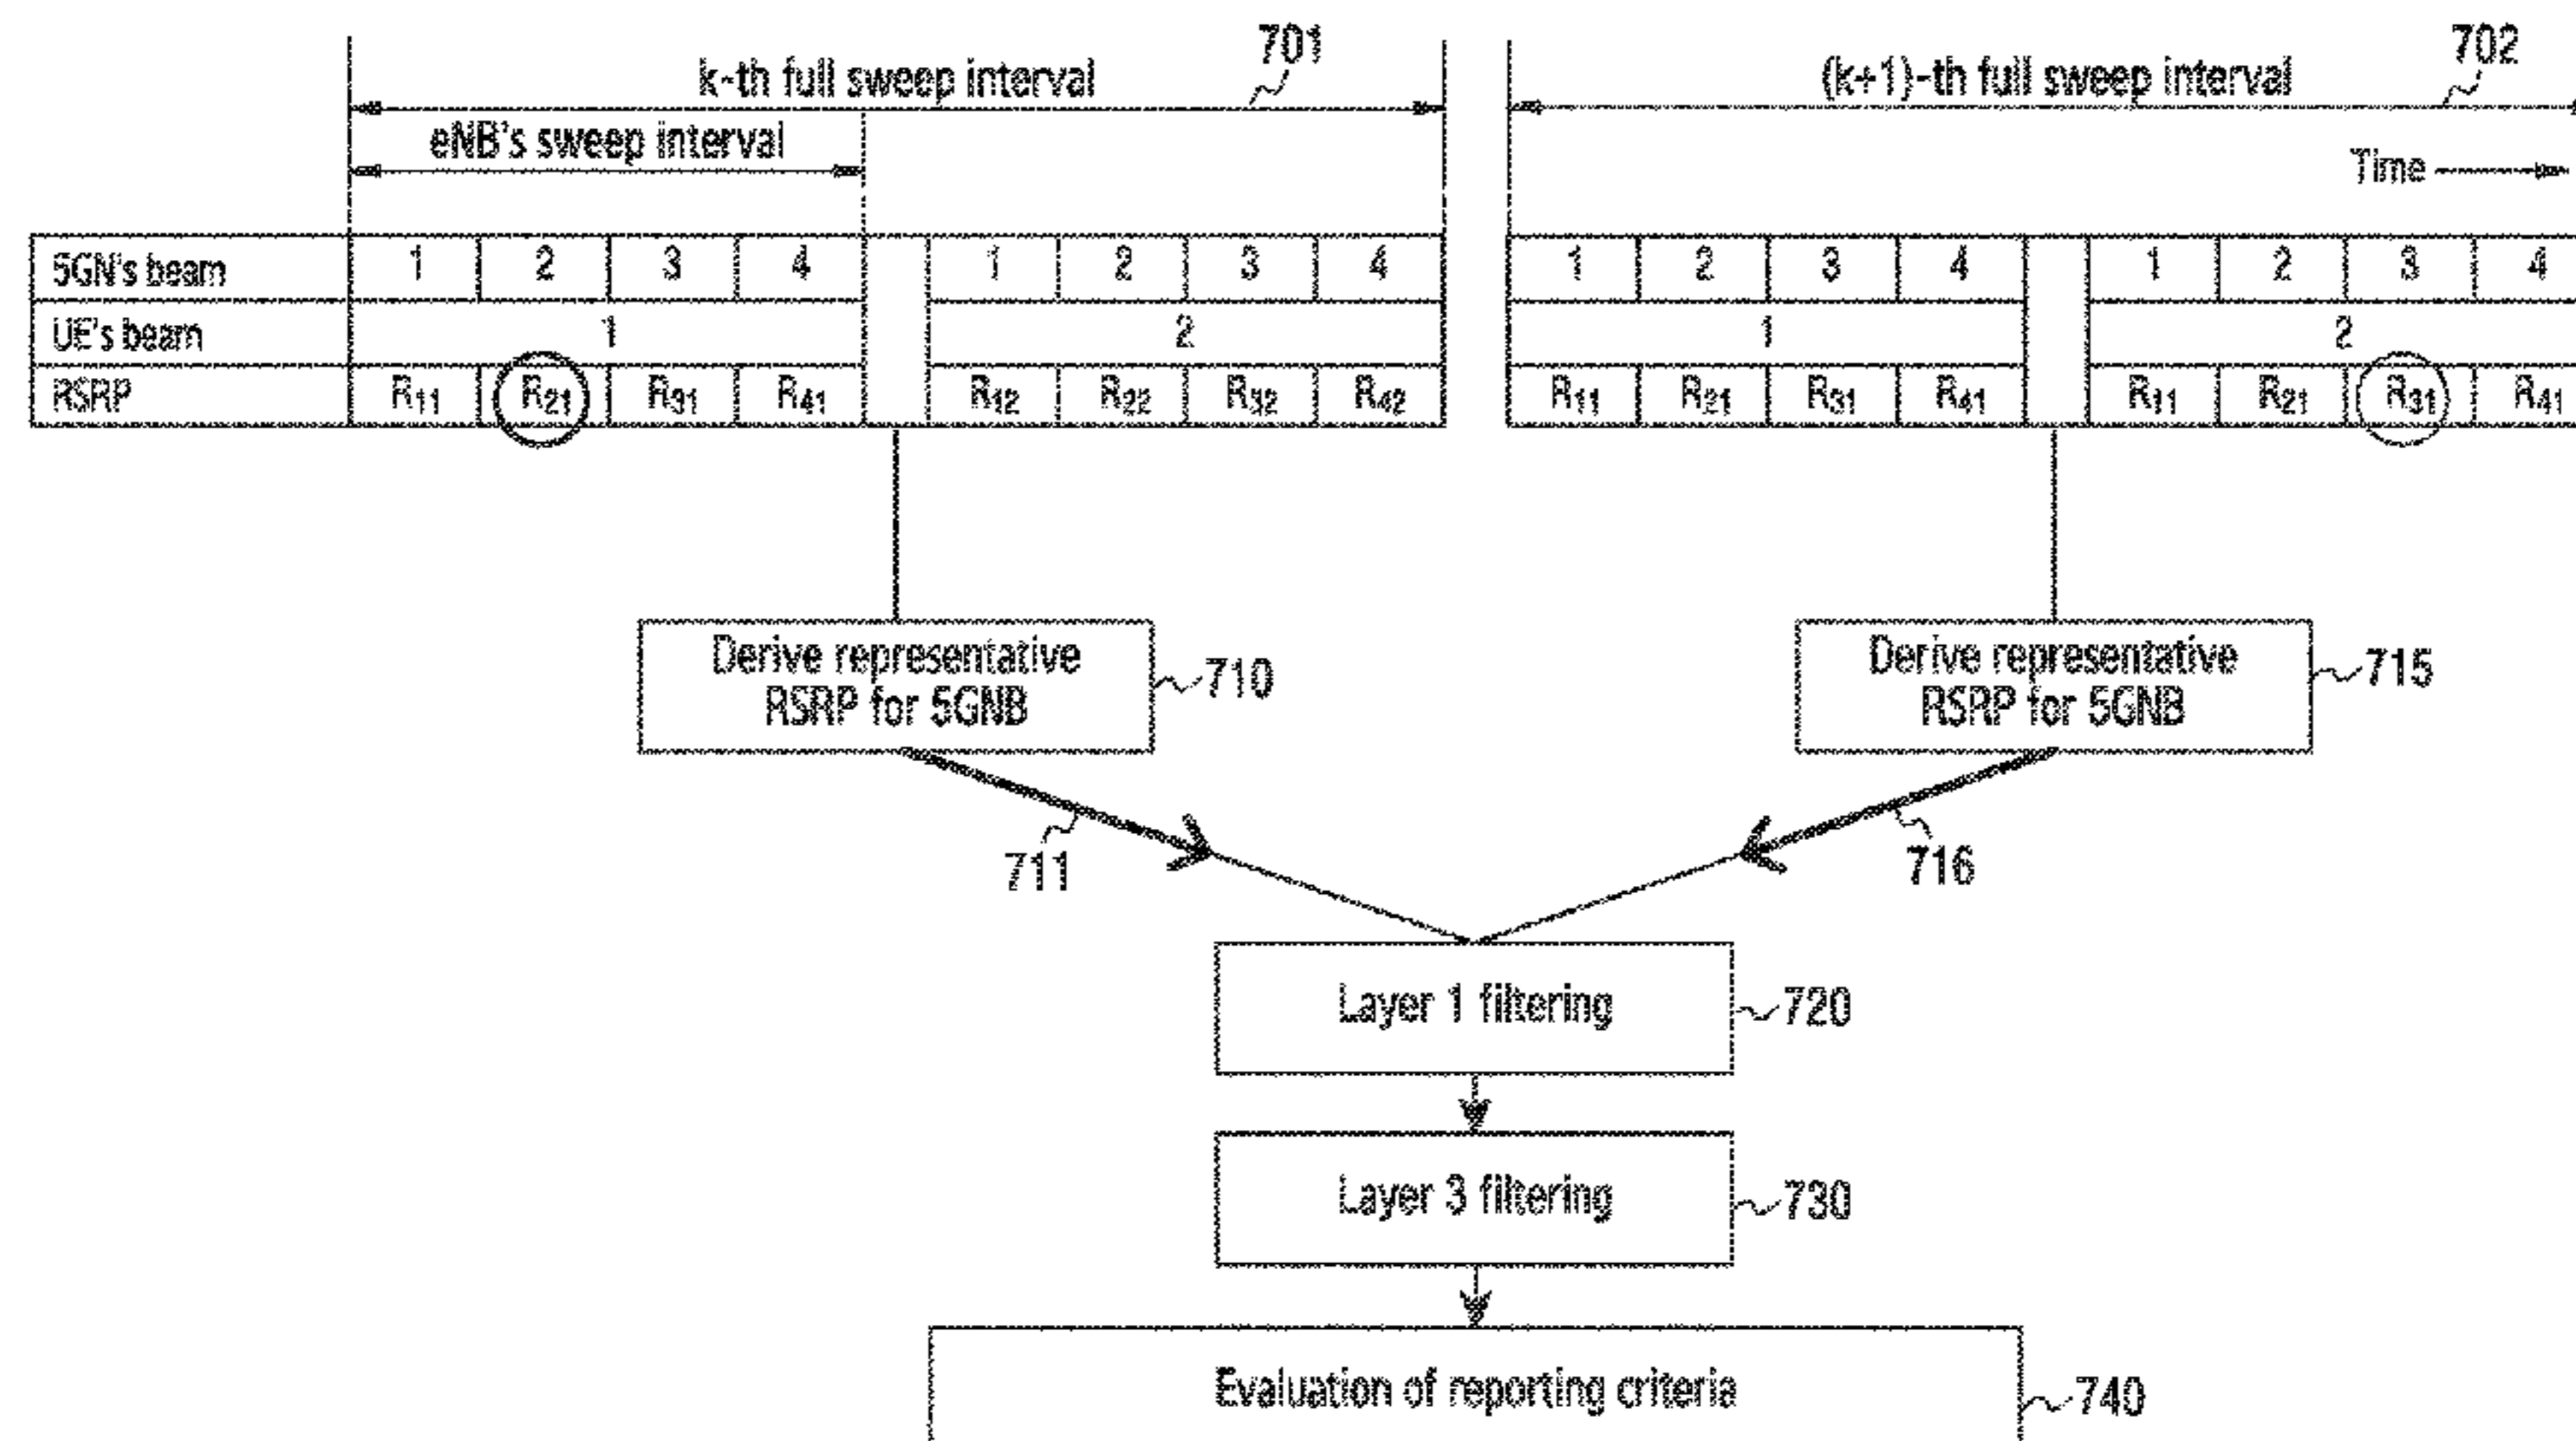 701
702
k-th full sweep interval
(k+1)-th full sweep interval
eNB's sweep interval
Time
5GN's beam 1 2 3 4 1 2 3 4 1 2 3 4 1 2 3 4
UE's beam 1 2 1 2
RSRP R11 R21 R31 R41 R12 R22 R32 R42 R11 R21 R31 R41 R11 R21 R31 R41
Derive representative
RSRP for 5GNB
710
Derive representative
RSRP for 5GNB
715
711
716
Layer 1 filtering
720
Layer 3 filtering
730
Evaluation of reporting criteria
740